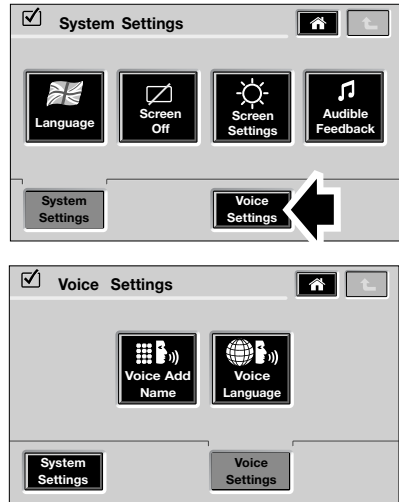 System Settings
Language
Screen
Off
Screen
Settings
Audible
Feedback
System
Settings
Voice
Settings
Voice Settings
Voice Add
Name
Voice
Language
System
Settings
Voice
Settings